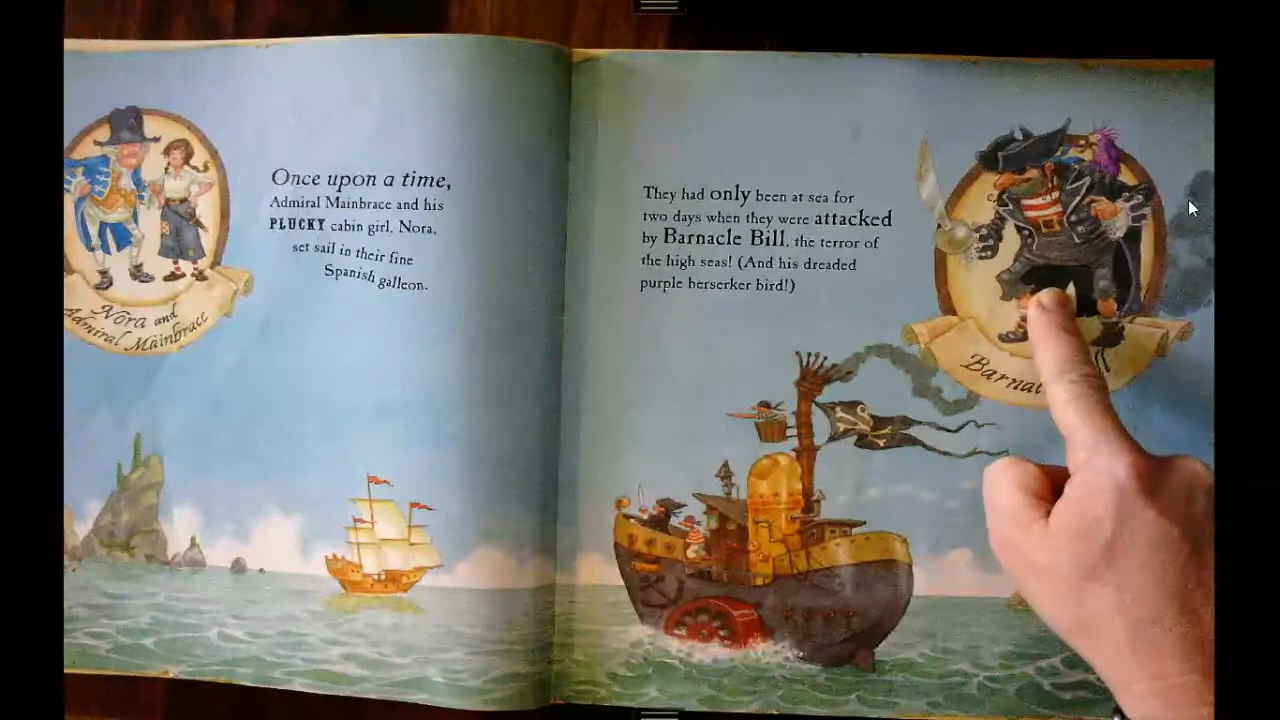 Once upon a time,
Admiral Mainbrace and his
PLUCKY cabin girl, Nora,
set sail in their fine
Spanish galleon.
Nora and
Admiral Mainbrace
They had only been at sea for
two days when they were attacked
by Barnacle Bill, the terror of
the high seas! (And his dreaded
purple berserker bird!)